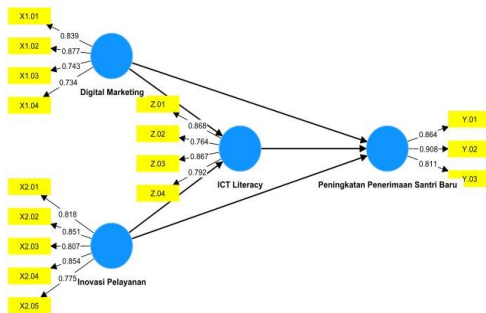 X1.01
0.839
X1.02
0.877
X1.03
0.743
X1.04
0.734
Digital Marketing
Z.01
0.868
Z.02
0.764
Z.03
0.867
Z.04
0.792
ICT Literacy
Y.01
0.864
Y.02
0.908
Y.03
0.811
Peningkatan Penerimaan Santri Baru
X2.01
0.818
X2.02
0.851
X2.03
0.807
X2.04
0.854
X2.05
0.775
Inovasi Pelayanan